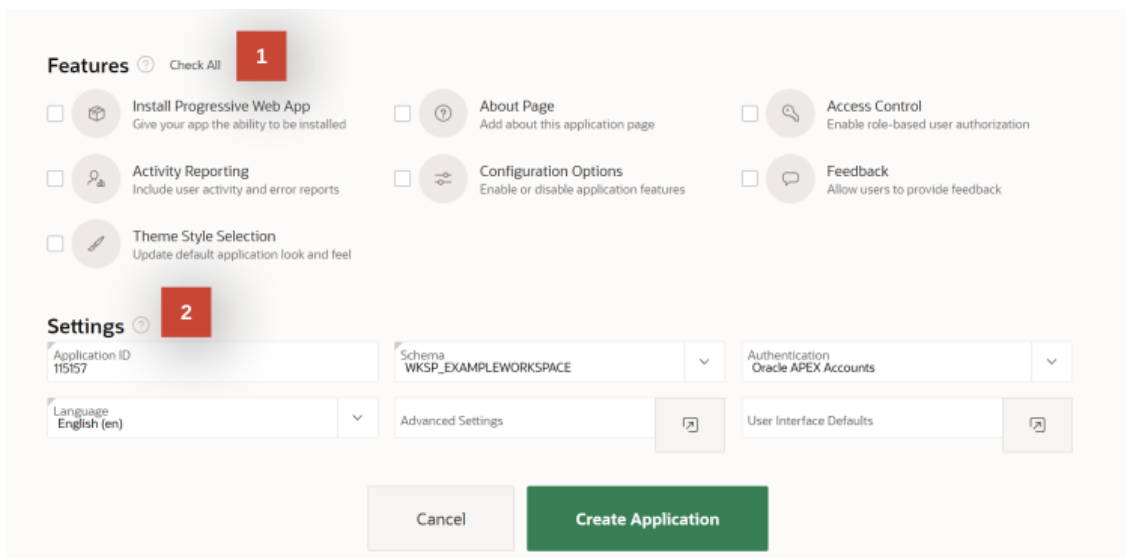 Features ? Check All 1
Install Progressive Web App
Give your app the ability to be installed
? About Page
Add about this application page
Access Control
Enable role-based user authorization
Activity Reporting
Include user activity and error reports
Configuration Options
Enable or disable application features
Feedback
Allow users to provide feedback
Theme Style Selection
Update default application look and feel
Settings ? 2
Application ID
115157
Schema
WKSP_EXAMPLEWORKSPACE
Authentication
Oracle APEX Accounts
Language
English (en)
Advanced Settings
User Interface Defaults
Cancel
Create Application